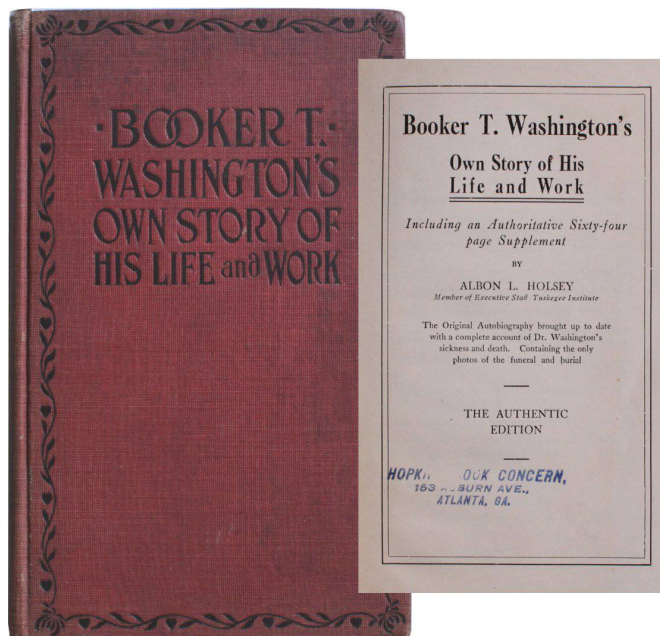 ·BOOKER T.·
WASHINGTON'S
OWN STORY OF
HIS LIFE and WORK
Booker T. Washington's
Own Story of His
Life and Work
Including an Authoritative Sixty-four
page Supplement
BY
ALBON L. HOLSEY
Member of Executive Staff Tuskegee Institute
The Original Autobiography brought up to date
with a complete account of Dr. Washington's
sickness and death. Containing the only
photos of the funeral and burial
THE AUTHENTIC
EDITION
CONCERN,
153 AVE.,
ATLANTA, GA.